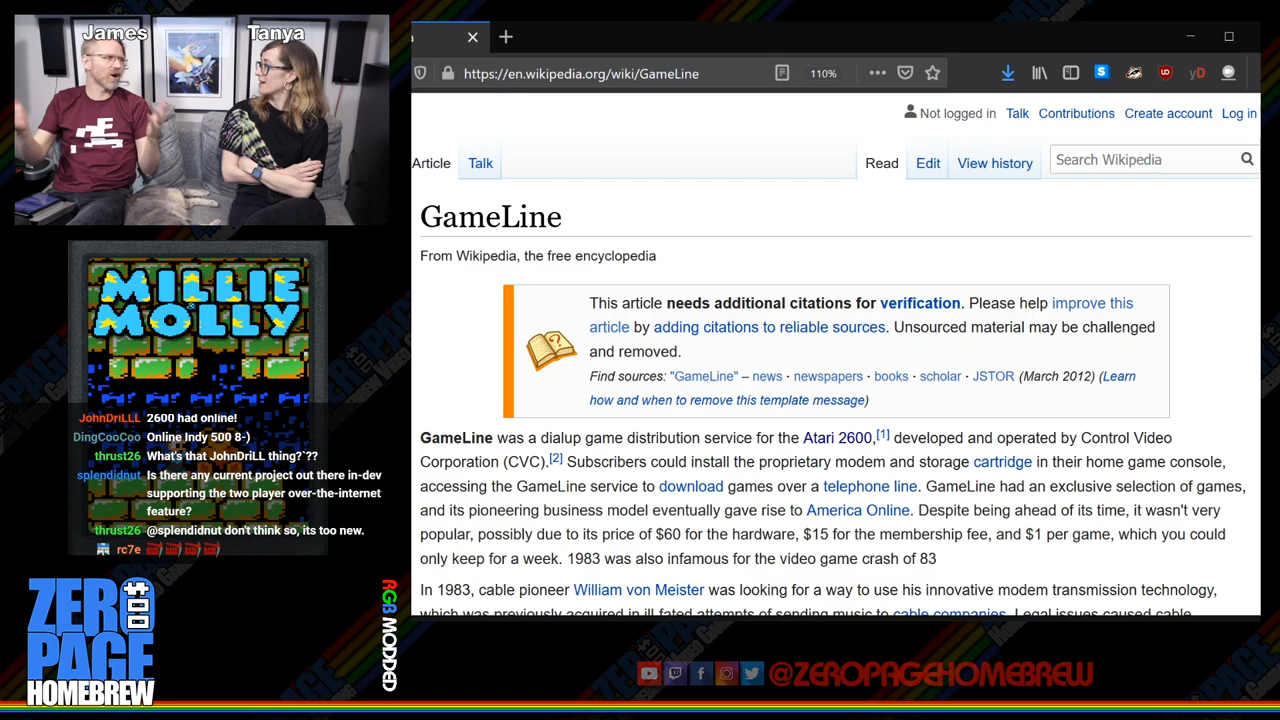 James
Tanya
https://en.wikipedia.org/wiki/GameLine
110%
Not logged in Talk Contributions Create account Log in
Article Talk
Read Edit View history
Search Wikipedia
GameLine
From Wikipedia, the free encyclopedia
This article needs additional citations for verification. Please help improve this
article by adding citations to reliable sources. Unsourced material may be challenged
and removed.
Find sources: "GameLine" – news · newspapers · books · scholar · JSTOR (March 2012) (Learn
how and when to remove this template message)
GameLine was a dialup game distribution service for the Atari 2600,[1] developed and operated by Control Video
Corporation (CVC).[2] Subscribers could install the proprietary modem and storage cartridge in their home game console,
accessing the GameLine service to download games over a telephone line. GameLine had an exclusive selection of games,
and its pioneering business model eventually gave rise to America Online. Despite being ahead of its time, it wasn't very
popular, possibly due to its price of $60 for the hardware, $15 for the membership fee, and $1 per game, which you could
only keep for a week. 1983 was also infamous for the video game crash of 83
In 1983, cable pioneer William von Meister was looking for a way to use his innovative modem transmission technology,
which was previously acquired in ill-fated attempts of sending music to cable companies. Legal issues caused cable
MILLIE
MOLLY
JohnDriLLL 2600 had online!
DingCooCoo Online Indy 500 8-)
thrust26 What's that JohnDriLL thing?`??
splendidnut Is there any current project out there in-dev
supporting the two player over-the-internet
feature?
thrust26 @splendidnut don't think so, its too new.
rc7e
ZERO
PAGE
HOMEBREW
RGB MODDED
@ZEROPAGEHOMEBREW